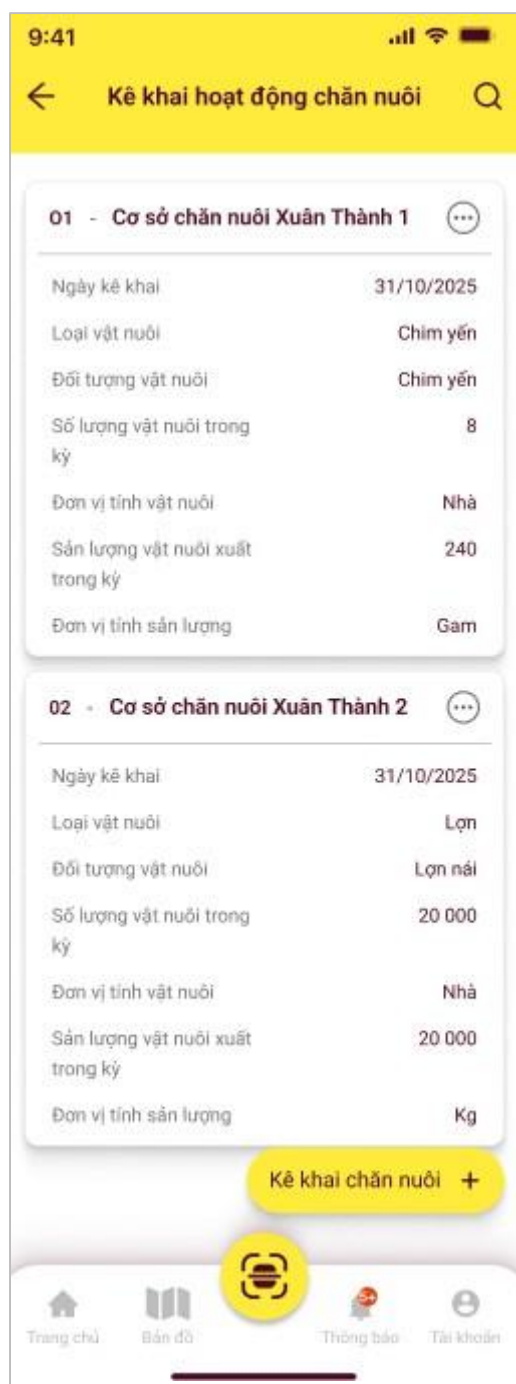 9:41
Kê khai hoạt động chăn nuôi
01 - Cơ sở chăn nuôi Xuân Thành 1
Ngày kê khai 31/10/2025
Loại vật nuôi Chim yến
Đối tượng vật nuôi Chim yến
Số lượng vật nuôi trong 8
kỳ
Đơn vị tính vật nuôi Nhà
Sản lượng vật nuôi xuất 240
trong kỳ
Đơn vị tính sản lượng Gam
02 - Cơ sở chăn nuôi Xuân Thành 2
Ngày kê khai 31/10/2025
Loại vật nuôi Lợn
Đối tượng vật nuôi Lợn nái
Số lượng vật nuôi trong 20 000
kỳ
Đơn vị tính vật nuôi Nhà
Sản lượng vật nuôi xuất 20 000
trong kỳ
Đơn vị tính sản lượng Kg
Kê khai chăn nuôi +
5+
Trang chủ Bản đồ Thông báo Tài khoản